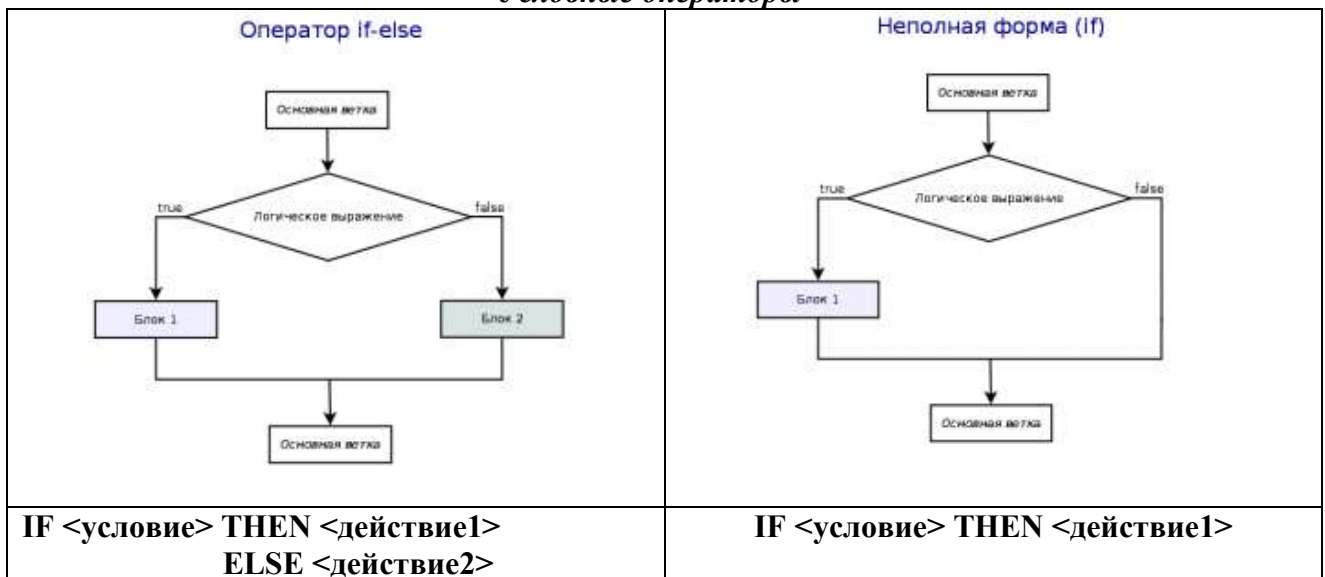 Условные операторы
Оператор if-else
Основная ветка
true
false
Логическое выражение
Блок 1
Блок 2
Основная ветка
IF <условие> THEN <действие1>
ELSE <действие2>
Неполная форма (if)
Основная ветка
true
false
Логическое выражение
Блок 1
Основная ветка
IF <условие> THEN <действие1>